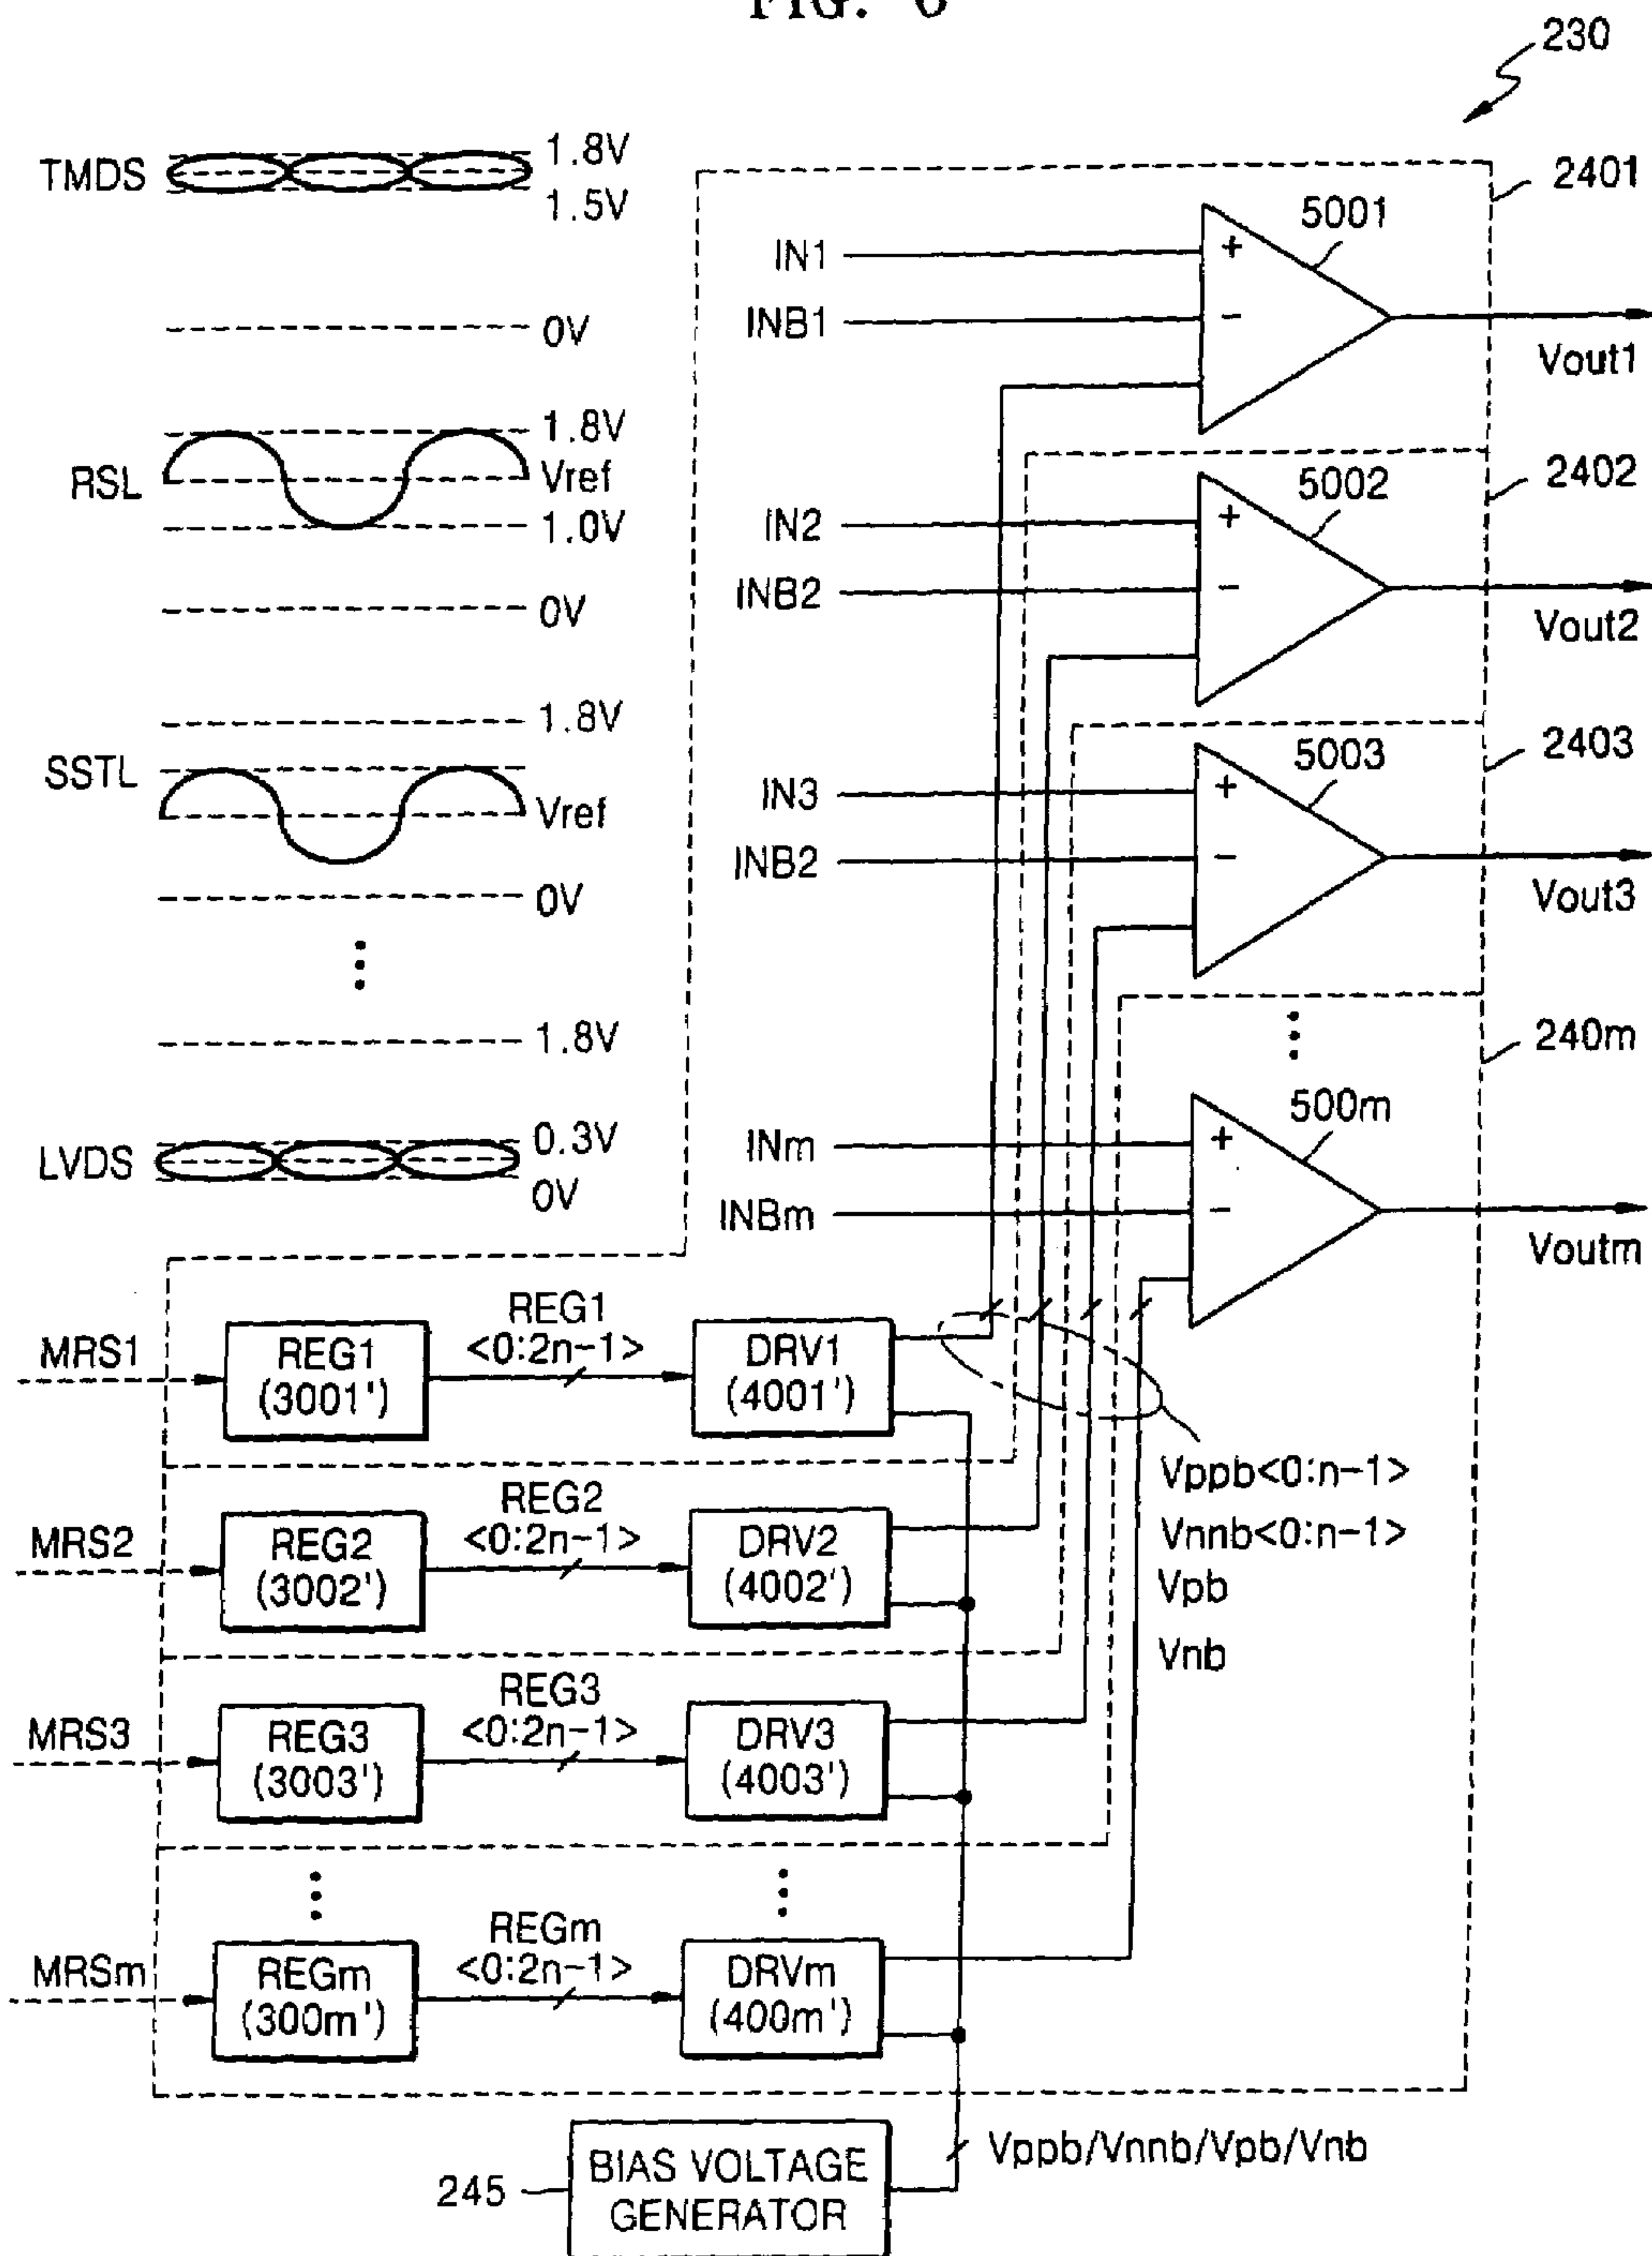 FIG. 6
230
TMDS
1.8V
1.5V
0V
RSL
1.8V
Vref
1.0V
0V
SSTL
1.8V
Vref
0V
1.8V
LVDS
0.3V
0V
2401
IN1
INB1
+
-
5001
Vout1
2402
IN2
INB2
+
-
5002
Vout2
2403
IN3
INB2
+
-
5003
Vout3
240m
INm
INBm
+
-
500m
Voutm
MRS1
REG1
(3001')
REG1
<0:2n-1>
DRV1
(4001')
MRS2
REG2
(3002')
REG2
<0:2n-1>
DRV2
(4002')
MRS3
REG3
(3003')
REG3
<0:2n-1>
DRV3
(4003')
MRSm
REGm
(300m')
REGm
<0:2n-1>
DRVm
(400m')
Vppb<0:n-1>
Vnnb<0:n-1>
Vpb
Vnb
245
BIAS VOLTAGE
GENERATOR
Vppb/Vnnb/Vpb/Vnb